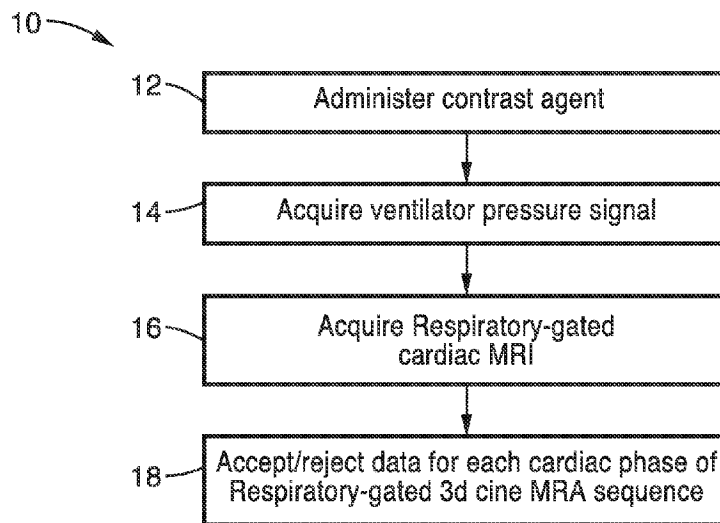 10
12
Administer contrast agent
14
Acquire ventilator pressure signal
16
Acquire Respiratory-gated
cardiac MRI
18
Accept/reject data for each cardiac phase of
Respiratory-gated 3d cine MRA sequence